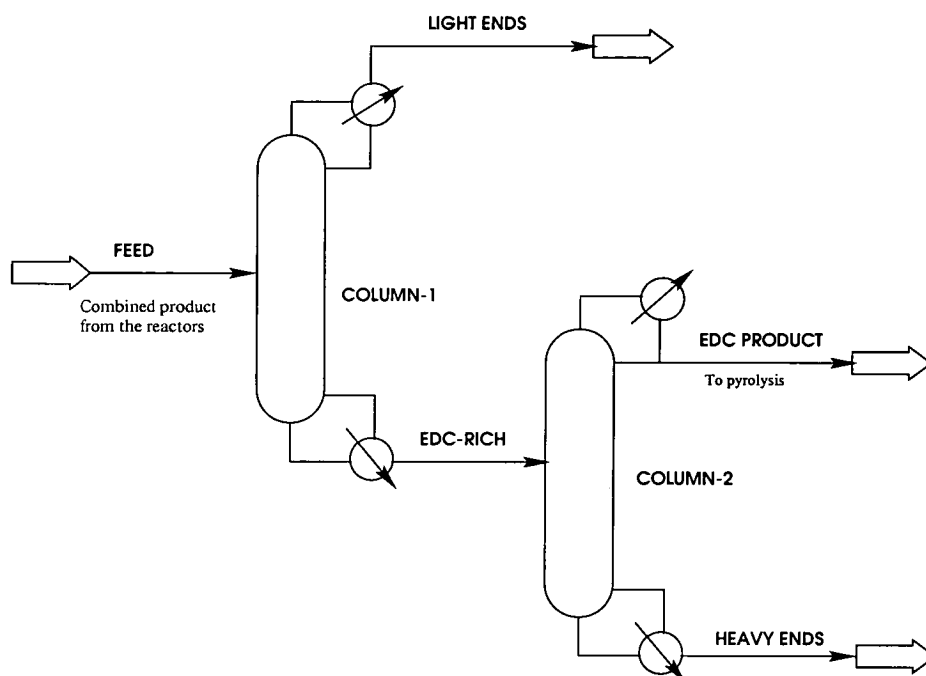 LIGHT ENDS
FEED
Combined product
from the reactors
COLUMN-1
EDC PRODUCT
To pyrolysis
EDC-RICH
COLUMN-2
HEAVY ENDS